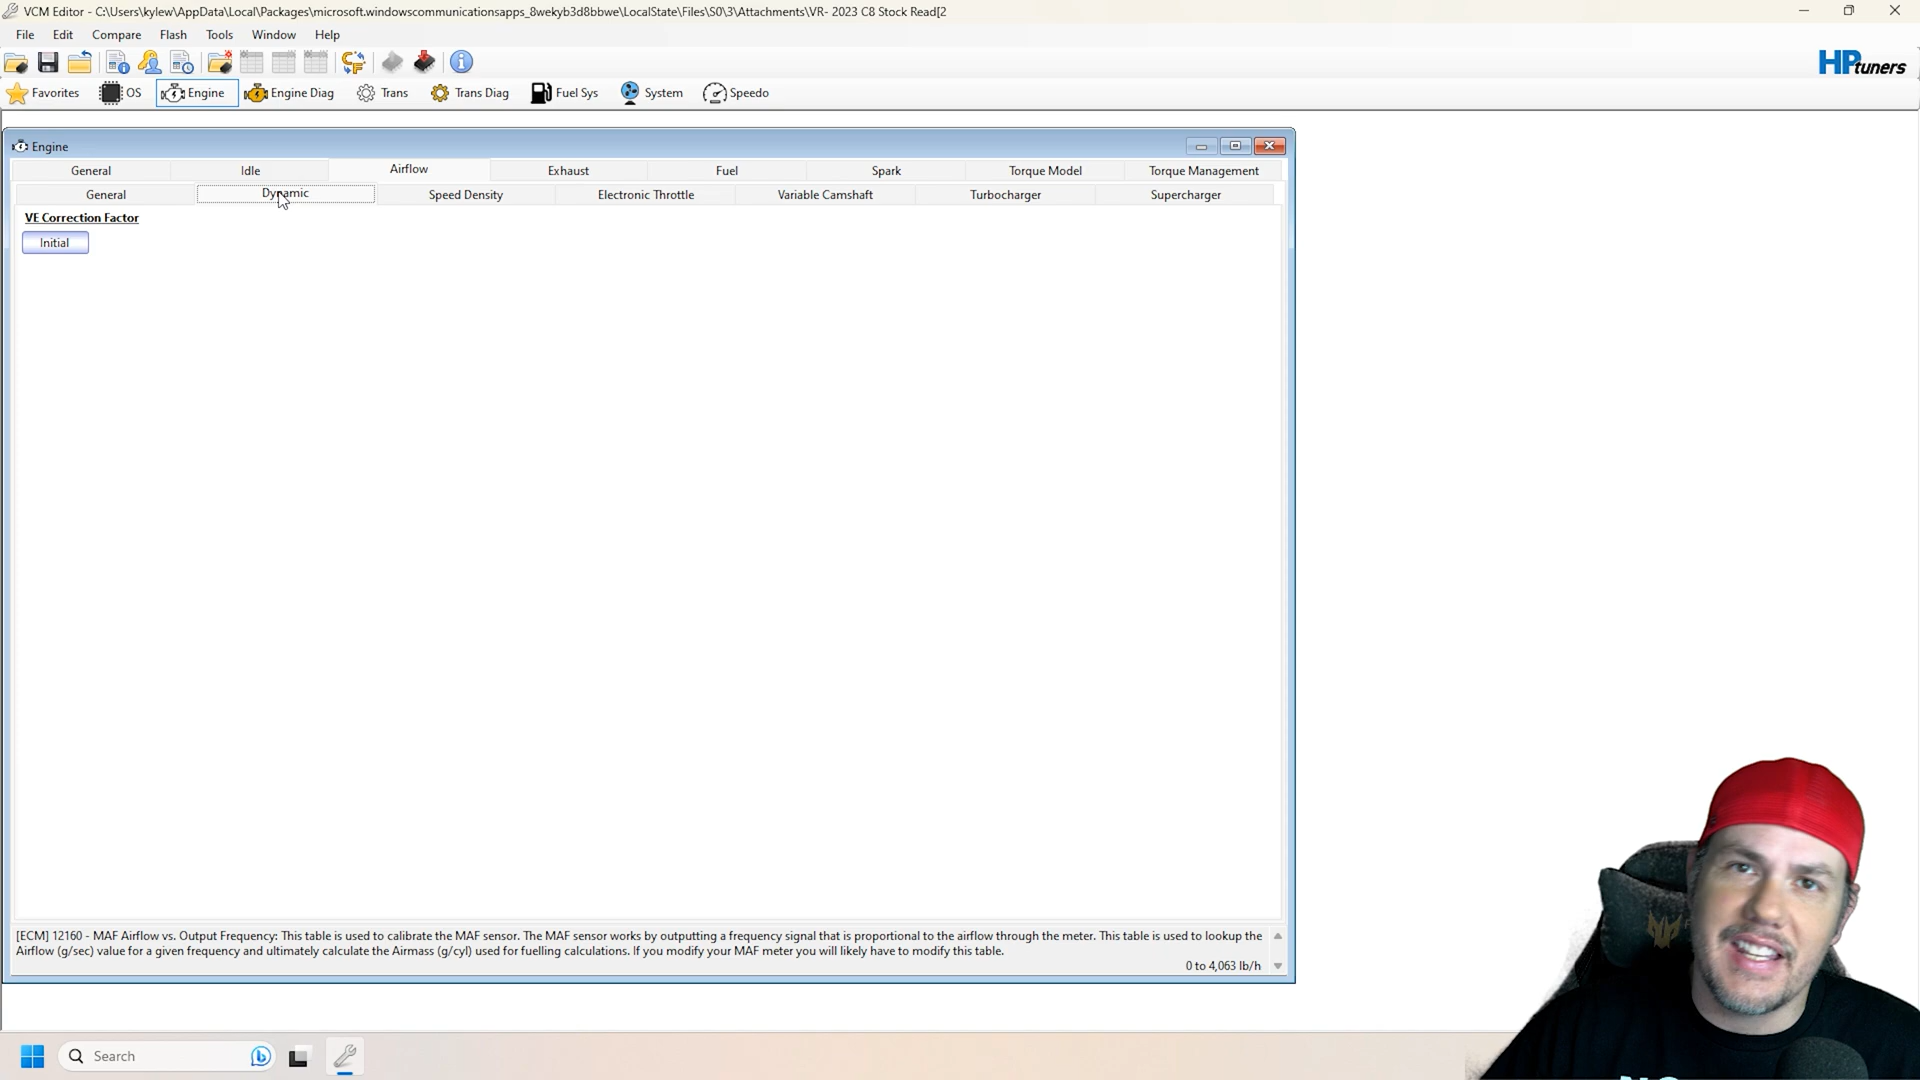 VCM Editor - C:\Users\kylew\AppData\Local\Packages\microsoft.windowscommunicationsapps_8wekyb3d8bbwe\LocalState\Files\S0\3\Attachments\VR- 2023 C8 Stock Read[2
File Edit Compare Flash Tools Window Help
HPtuners
Favorites OS Engine Engine Diag Trans Trans Diag Fuel Sys System Speedo
Engine
General Idle Airflow Exhaust Fuel Spark Torque Model Torque Management
General Dynamic Speed Density Electronic Throttle Variable Camshaft Turbocharger Supercharger
VE Correction Factor
Initial
[ECM] 12160 - MAF Airflow vs. Output Frequency: This table is used to calibrate the MAF sensor. The MAF sensor works by outputting a frequency signal that is proportional to the airflow through the meter. This table is used to lookup the
Airflow (g/sec) value for a given frequency and ultimately calculate the Airmass (g/cyl) used for fuelling calculations. If you modify your MAF meter you will likely have to modify this table.
0 to 4,063 lb/h
Search